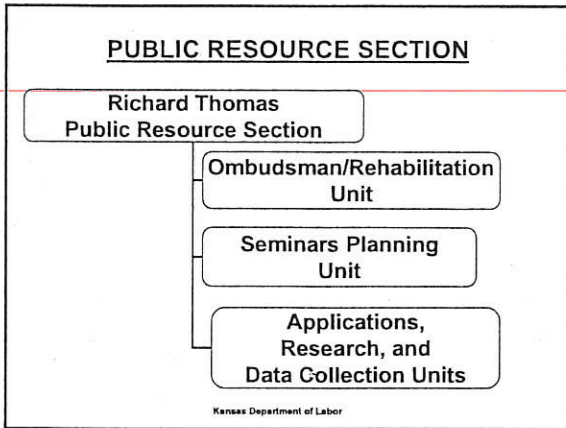 PUBLIC RESOURCE SECTION
Richard Thomas
Public Resource Section
Ombudsman/Rehabilitation
Unit
Seminars Planning
Unit
Applications,
Research, and
Data Collection Units
Kansas Department of Labor